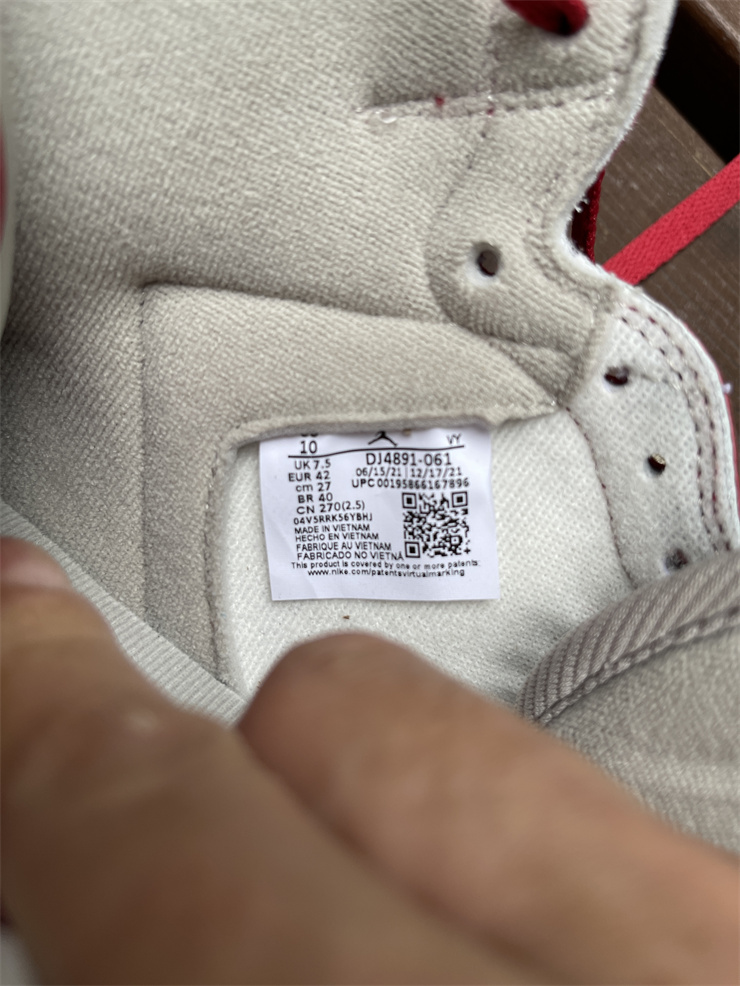 10
VY
UK 7.5
DJ4891-061
EUR 42
06/15/21 | 12/17/21
cm 27
UPC 00195866167896
BR 40
CN 270(2.5)
04V5RRK56YBHJ
MADE IN VIETNAM
HECHO EN VIETNAM
FABRIQUE AU VIETNAM
FABRICADO NO VIETNÃ
This product is covered by one or more patents:
www.nike.com/patentsvirtualmarking